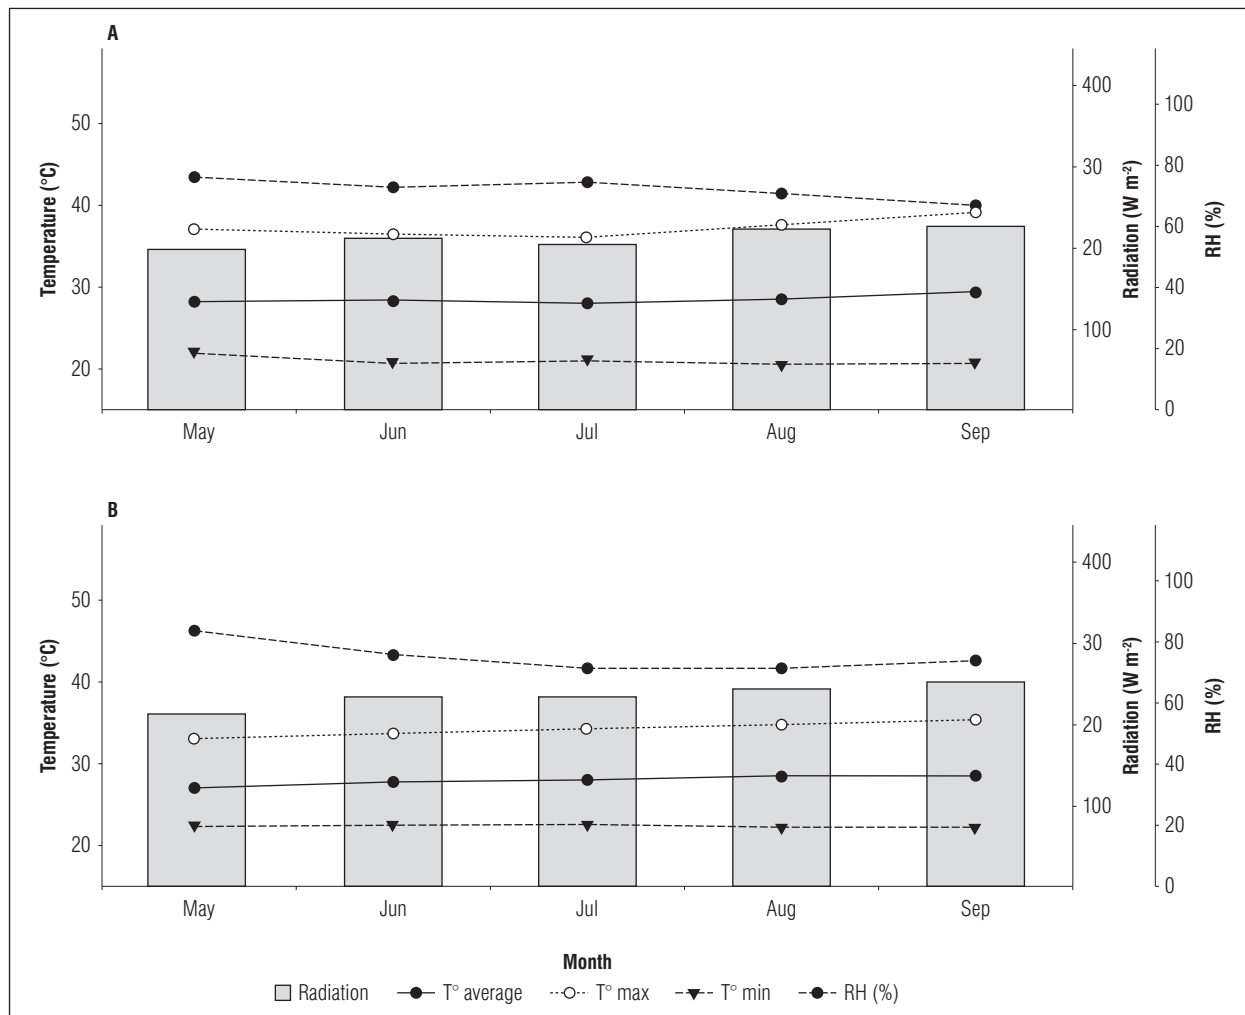 A
Temperature (°C)
50
40
30
20
Radiation (W m-2)
400
30
20
100
RH (%)
100
80
60
40
20
0
May Jun Jul Aug Sep
B
Temperature (°C)
50
40
30
20
Radiation (W m-2)
400
30
20
100
RH (%)
100
80
60
40
20
0
May Jun Jul Aug Sep
Month
Radiation T° average T° max T° min RH (%)